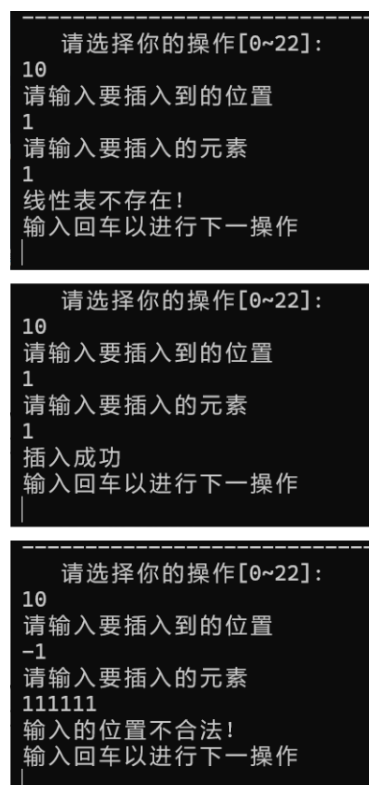 ----------------------------
请选择你的操作[0~22]:
10
请输入要插入到的位置
1
请输入要插入的元素
1
线性表不存在!
输入回车以进行下一操作
请选择你的操作[0~22]:
10
请输入要插入到的位置
1
请输入要插入的元素
1
插入成功
输入回车以进行下一操作
----------------------------
请选择你的操作[0~22]:
10
请输入要插入到的位置
-1
请输入要插入的元素
111111
输入的位置不合法!
输入回车以进行下一操作